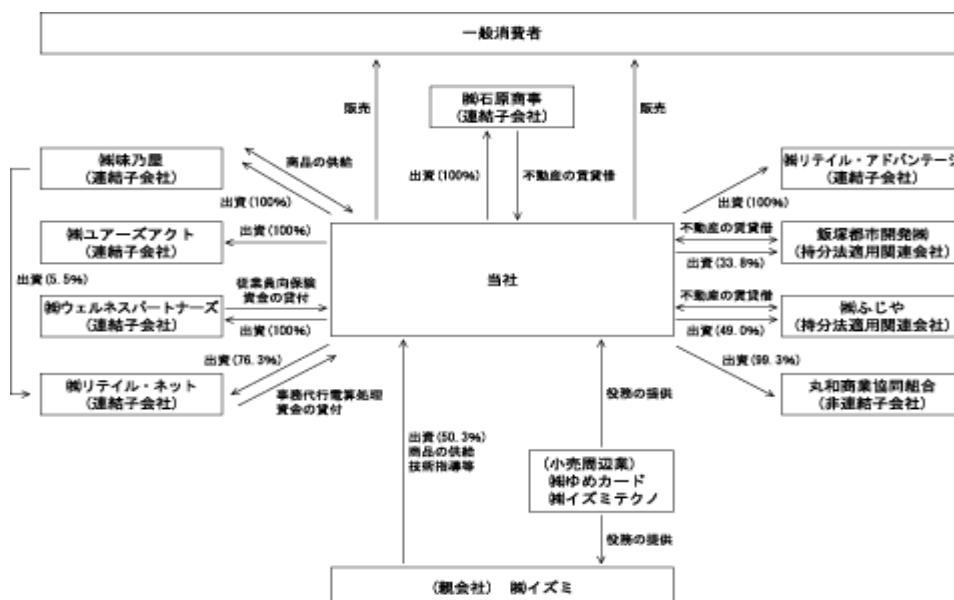 一般消費者
販売
㈱石原商事
(連結子会社)
販売
㈱味乃屋
(連結子会社)
商品の供給
出資(100%)
出資(100%)
不動産の賃貸借
㈱リテイル・アドバンテージ
(連結子会社)
出資(100%)
㈱ユアーズアクト
(連結子会社)
出資(100%)
当社
不動産の賃貸借
出資(33.8%)
飯塚都市開発㈱
(持分法適用関連会社)
出資(5.5%)
㈱ウェルネスパートナーズ
(連結子会社)
従業員向保険
資金の貸付
出資(100%)
不動産の賃貸借
出資(49.0%)
㈱ふじや
(持分法適用関連会社)
㈱リテイル・ネット
(連結子会社)
出資(76.3%)
事務代行電算処理
資金の貸付
出資(99.3%)
丸和商業協同組合
(非連結子会社)
出資(50.3%)
商品の供給
技術指導等
役務の提供
(小売周辺業)
㈱ゆめカード
㈱イズミテクノ
役務の提供
(親会社) ㈱イズミ